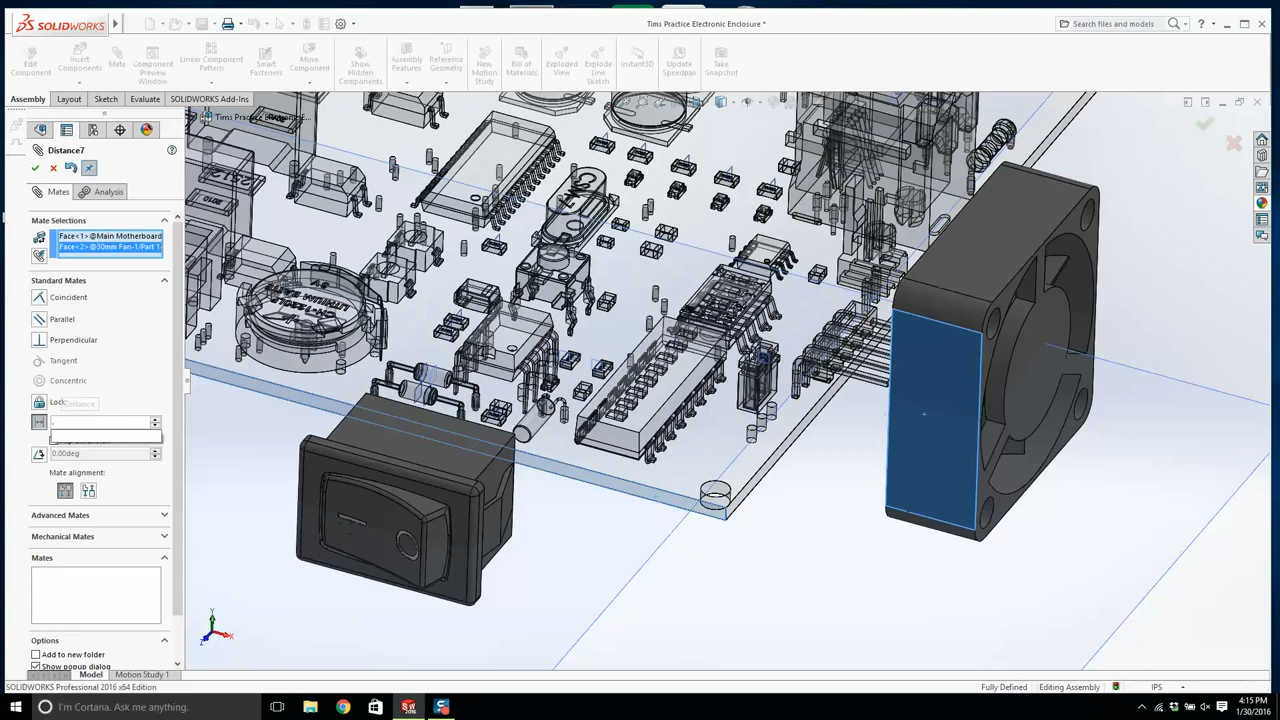 SOLIDWORKS
Tims Practice Electronic Enclosure *
Search files and models
Edit Component
Insert Components
Mate
Component Preview Window
Linear Component Pattern
Smart Fasteners
Move Component
Show Hidden Components
Assembly Features
Reference Geometry
New Motion Study
Bill of Materials
Exploded View
Explode Line Sketch
Instant3D
Update Speedpak
Take Snapshot
Assembly
Layout
Sketch
Evaluate
SOLIDWORKS Add-Ins
Tims Practice Electronic E...
Distance7
Mates
Analysis
Mate Selections
Face<1>@Main Motherboard
Face<2>@30mm Fan-1/Part 1-
Standard Mates
Coincident
Parallel
Perpendicular
Tangent
Concentric
Lock
Distance
0.00deg
Mate alignment:
Advanced Mates
Mechanical Mates
Mates
Options
Add to new folder
Show popup dialog
Y
X
Z
Model
Motion Study 1
SOLIDWORKS Professional 2016 x64 Edition
Fully Defined
Editing Assembly
IPS
I'm Cortana. Ask me anything.
4:15 PM
1/30/2016